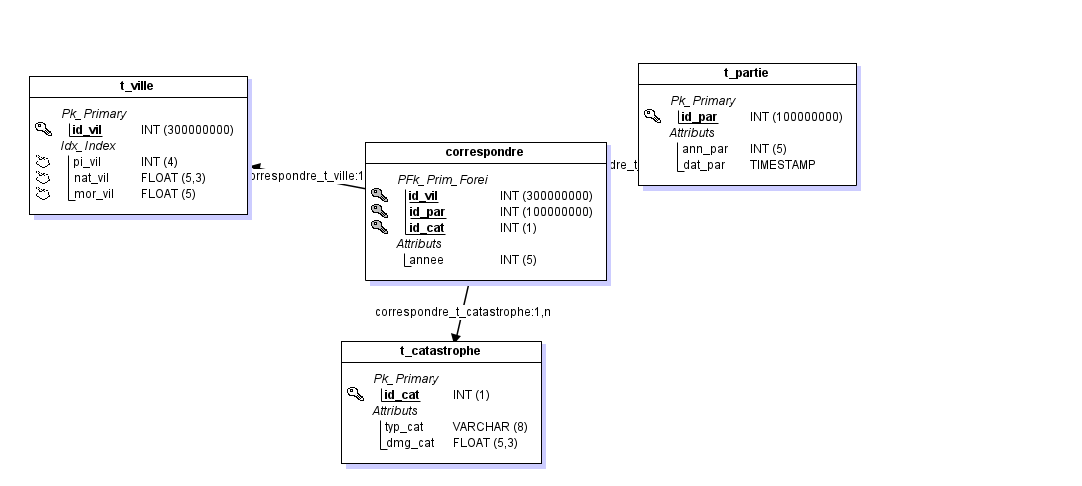 t_ville
Pk_Primary
id_vil INT (300000000)
Idx_Index
pi_vil INT (4)
nat_vil FLOAT (5,3)
mor_vil FLOAT (5)
orrespondre_t_ville:1
correspondre
PFk_Prim_Forei
id_vil INT (300000000)
id_par INT (100000000)
id_cat INT (1)
Attributs
annee INT (5)
dre_t_
t_partie
Pk_Primary
id_par INT (100000000)
Attributs
ann_par INT (5)
dat_par TIMESTAMP
correspondre_t_catastrophe:1,n
t_catastrophe
Pk_Primary
id_cat INT (1)
Attributs
typ_cat VARCHAR (8)
dmg_cat FLOAT (5,3)